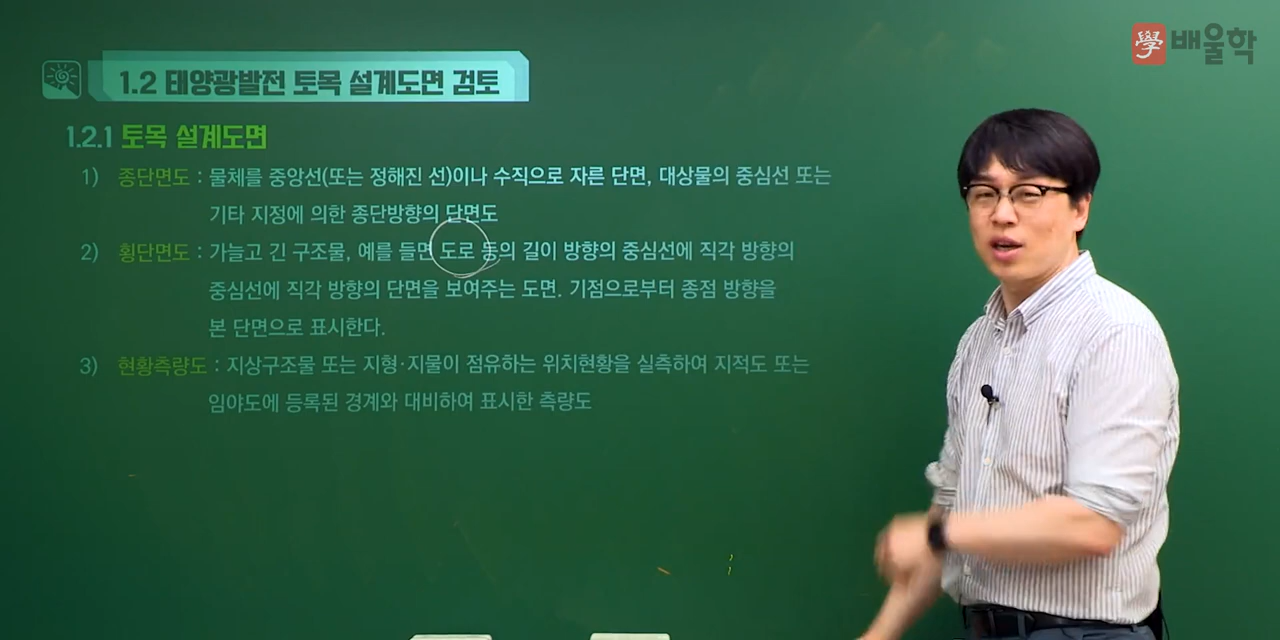 學 배울학
1.2 태양광발전 토목 설계도면 검토
1.2.1 토목 설계도면
1) 종단면도 : 물체를 중앙선(또는 정해진 선)이나 수직으로 자른 단면, 대상물의 중심선 또는
기타 지정에 의한 종단방향의 단면도
2) 횡단면도 : 가늘고 긴 구조물, 예를 들면 도로 등의 길이 방향의 중심선에 직각 방향의
중심선에 직각 방향의 단면을 보여주는 도면. 기점으로부터 종점 방향을
본 단면으로 표시한다.
3) 현황측량도 : 지상구조물 또는 지형·지물이 점유하는 위치현황을 실측하여 지적도 또는
임야도에 등록된 경계와 대비하여 표시한 측량도